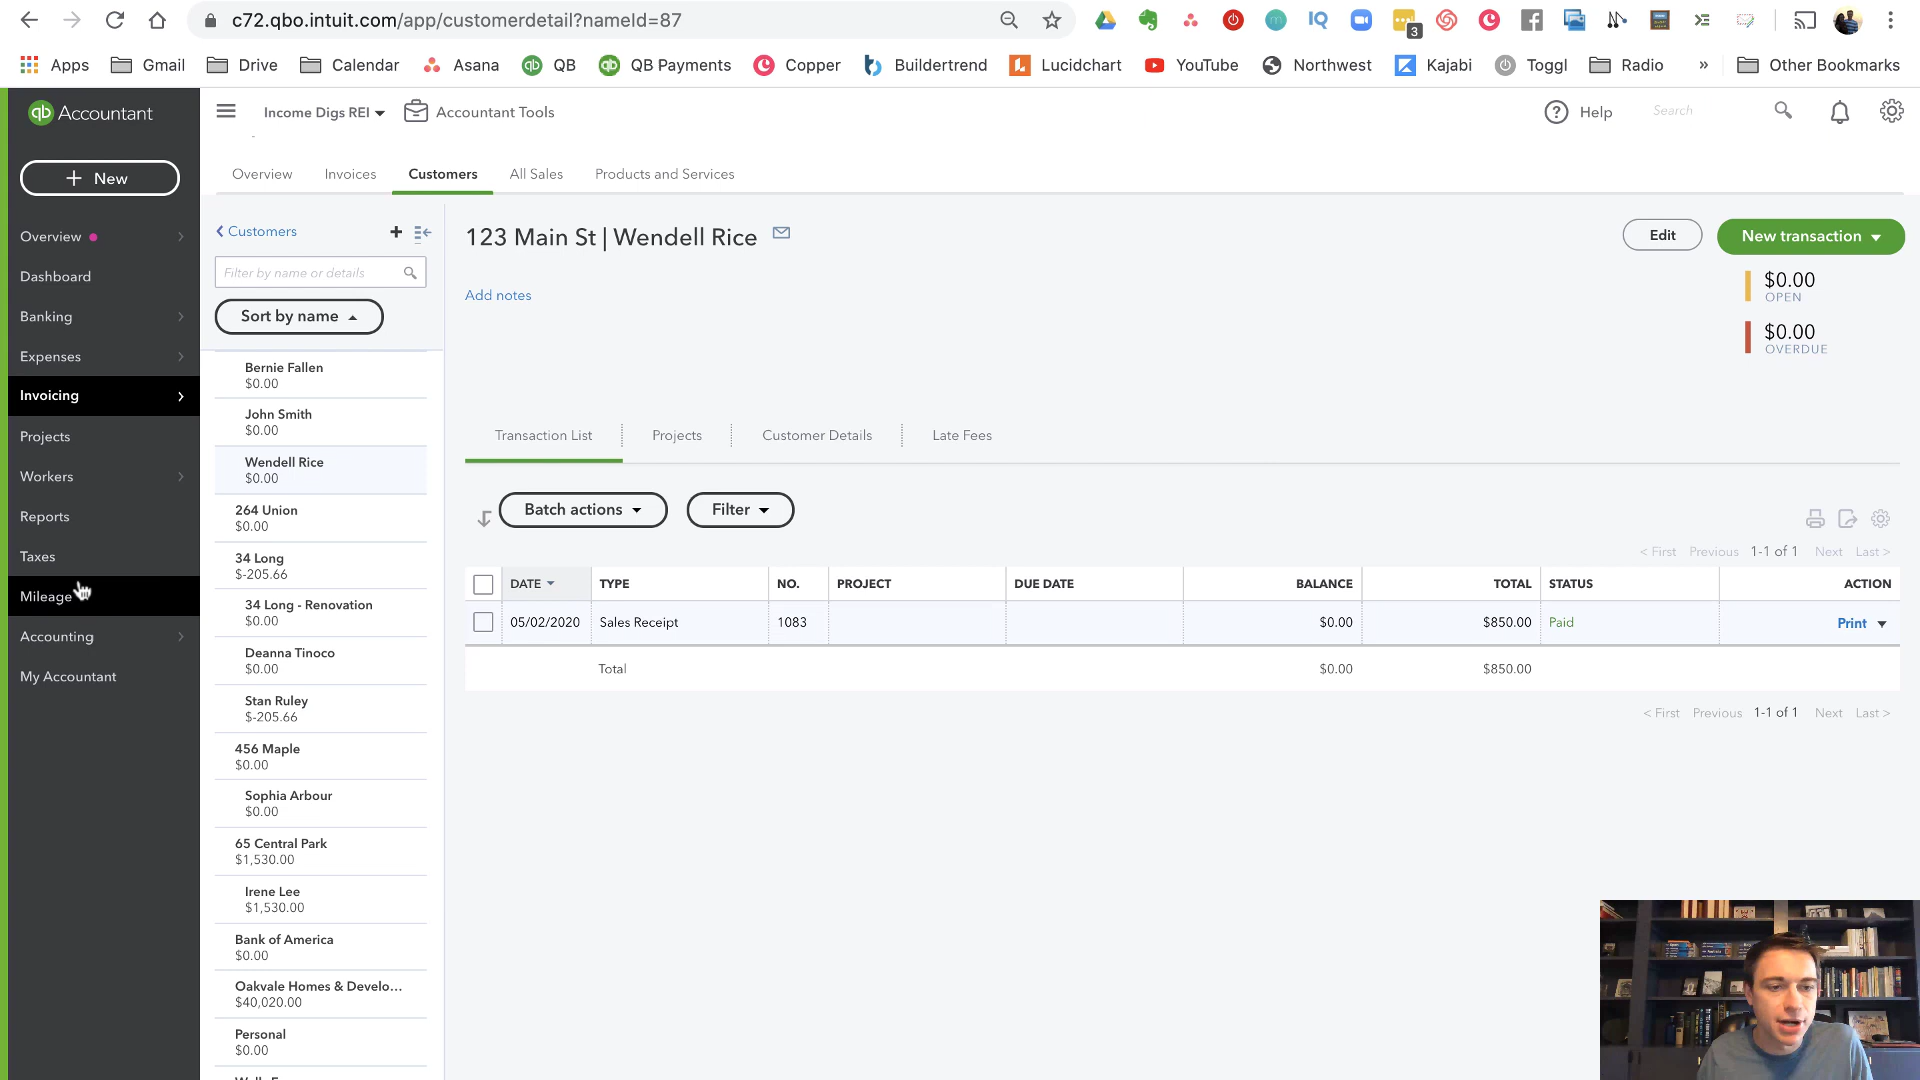 c72.qbo.intuit.com/app/customerdetail?nameId=87
3
Apps Gmail Drive Calendar Asana QB QB Payments Copper Buildertrend Lucidchart YouTube Northwest Kajabi Toggl Radio » Other Bookmarks
qb Accountant
Income Digs REI
Accountant Tools
Help
Search
+ New
Overview
Dashboard
Banking
Expenses
Invoicing
Projects
Workers
Reports
Taxes
Mileage
Accounting
My Accountant
Overview Invoices Customers All Sales Products and Services
Customers
Filter by name or details
Sort by name
Bernie Fallen
$0.00
John Smith
$0.00
Wendell Rice
$0.00
264 Union
$0.00
34 Long
$-205.66
34 Long - Renovation
$0.00
Deanna Tinoco
$0.00
Stan Ruley
$-205.66
456 Maple
$0.00
Sophia Arbour
$0.00
65 Central Park
$1,530.00
Irene Lee
$1,530.00
Bank of America
$0.00
Oakvale Homes & Develo...
$40,020.00
Personal
$0.00
123 Main St | Wendell Rice
Edit
New transaction
Add notes
$0.00
OPEN
$0.00
OVERDUE
Transaction List Projects Customer Details Late Fees
Batch actions
Filter
< First Previous 1-1 of 1 Next Last >
DATE TYPE NO. PROJECT DUE DATE BALANCE TOTAL STATUS ACTION
05/02/2020 Sales Receipt 1083 $0.00 $850.00 Paid Print
Total $0.00 $850.00
< First Previous 1-1 of 1 Next Last >